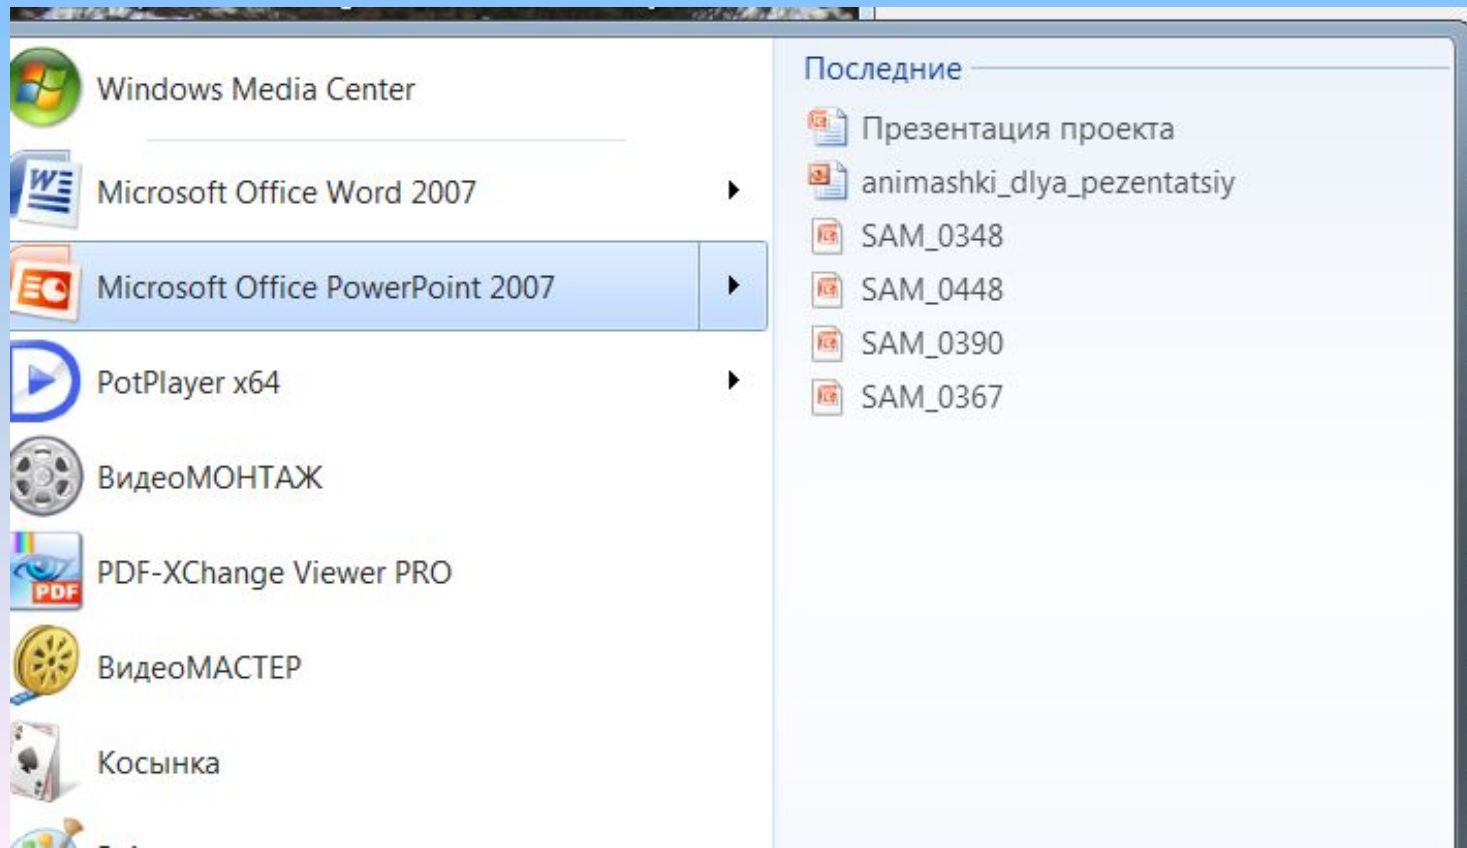 Windows Media Center
Microsoft Office Word 2007
Microsoft Office PowerPoint 2007
PotPlayer x64
ВидеоМОНТАЖ
PDF-XChange Viewer PRO
ВидеоМАСТЕР
Косынка
Последние
Презентация проекта
animashki_dlya_pezentatsiy
SAM_0348
SAM_0448
SAM_0390
SAM_0367